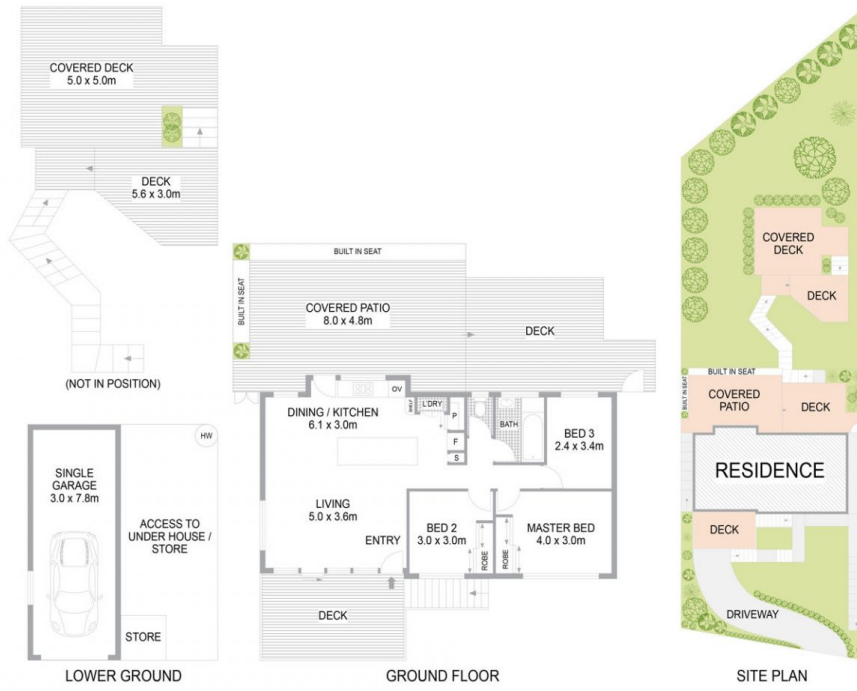 COVERED DECK
5.0 x 5.0m
DECK
5.6 x 3.0m
(NOT IN POSITION)
HW
SINGLE
GARAGE
3.0 x 7.8m
ACCESS TO
UNDER HOUSE /
STORE
STORE
LOWER GROUND
BUILT IN SEAT
BUILT IN SEAT
COVERED PATIO
8.0 x 4.8m
DECK
OV
DINING / KITCHEN
6.1 x 3.0m
SHELF
L'DRY
P
F
S
BATH
BED 3
2.4 x 3.4m
LIVING
5.0 x 3.6m
ENTRY
BED 2
3.0 x 3.0m
ROBE
ROBE
MASTER BED
4.0 x 3.0m
DECK
GROUND FLOOR
COVERED
DECK
DECK
BUILT IN SEAT
BUILT IN SEAT
COVERED
PATIO
DECK
RESIDENCE
DECK
DRIVEWAY
SITE PLAN